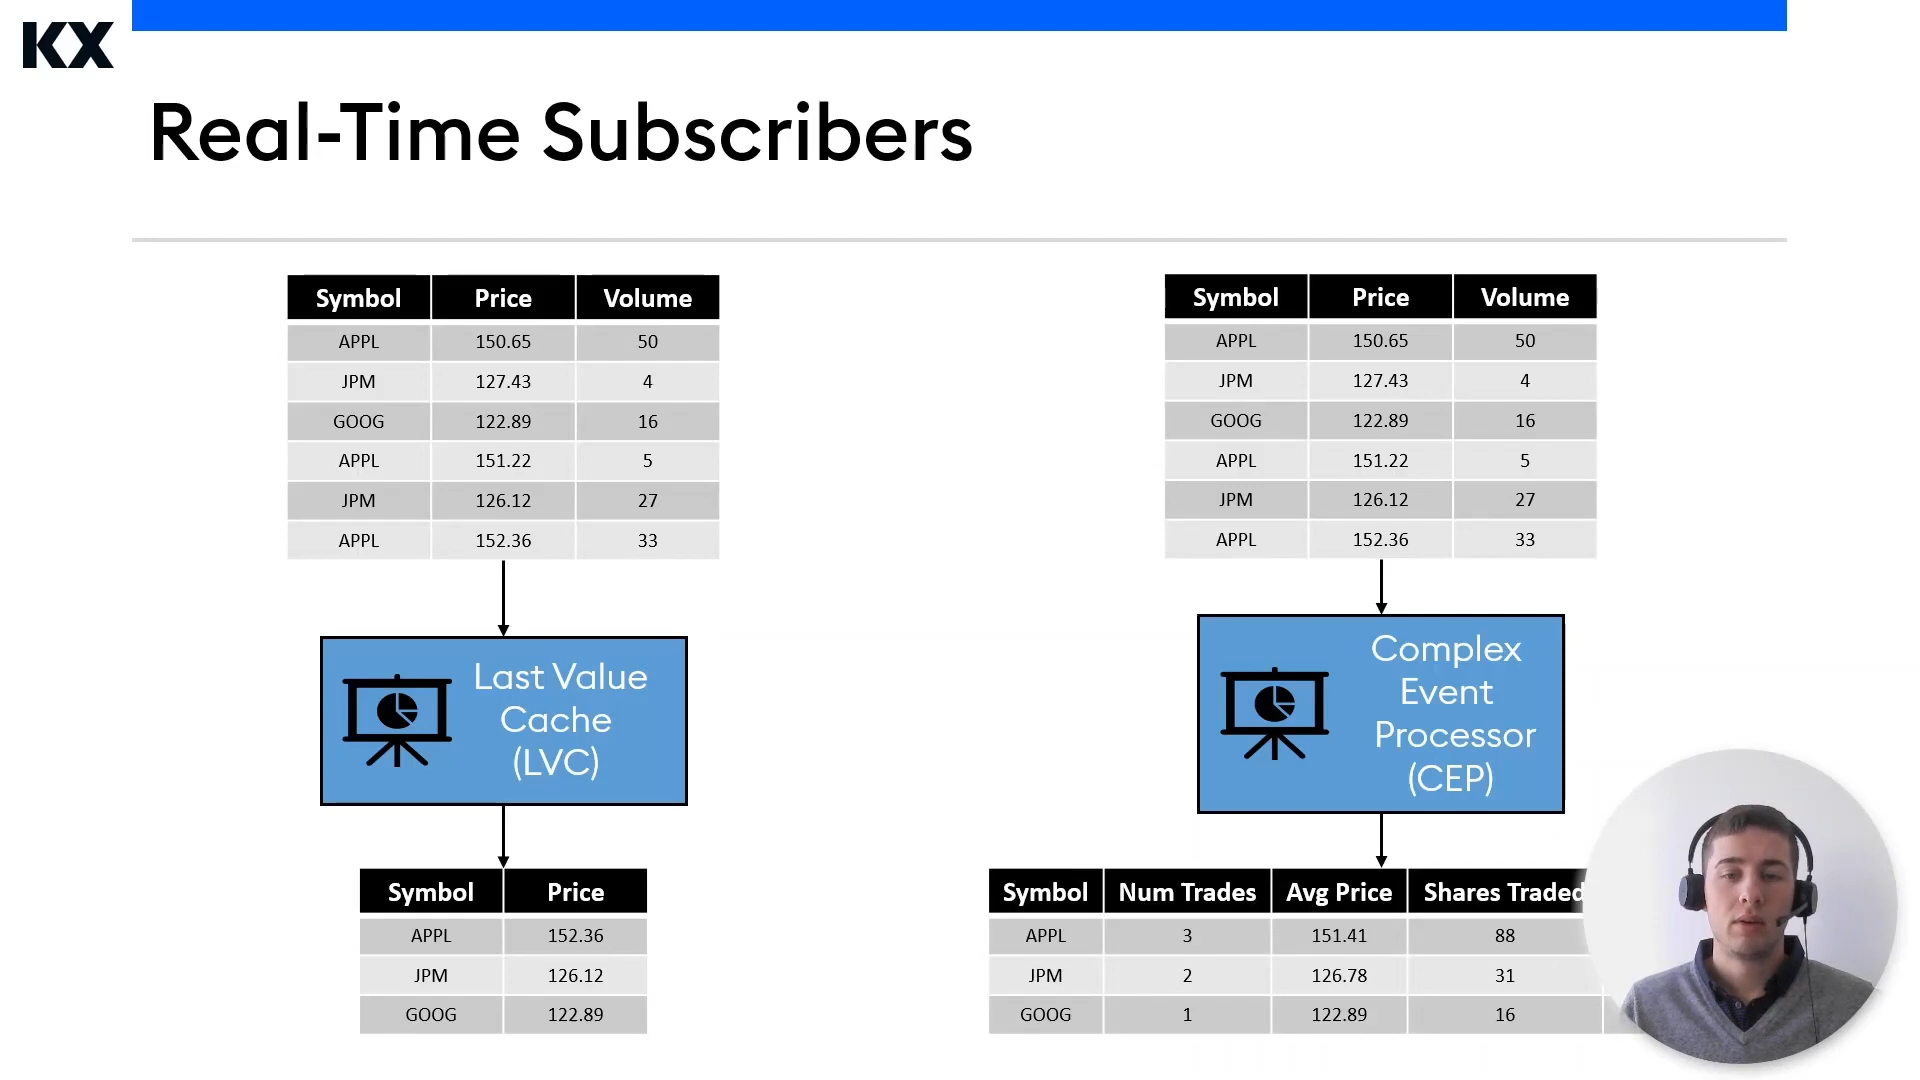 KX
Real-Time Subscribers
Symbol Price Volume
APPL 150.65 50
JPM 127.43 4
GOOG 122.89 16
APPL 151.22 5
JPM 126.12 27
APPL 152.36 33
Last Value
Cache
(LVC)
Symbol Price
APPL 152.36
JPM 126.12
GOOG 122.89
Symbol Price Volume
APPL 150.65 50
JPM 127.43 4
GOOG 122.89 16
APPL 151.22 5
JPM 126.12 27
APPL 152.36 33
Complex
Event
Processor
(CEP)
Symbol Num Trades Avg Price Shares Traded
APPL 3 151.41 88
JPM 2 126.78 31
GOOG 1 122.89 16